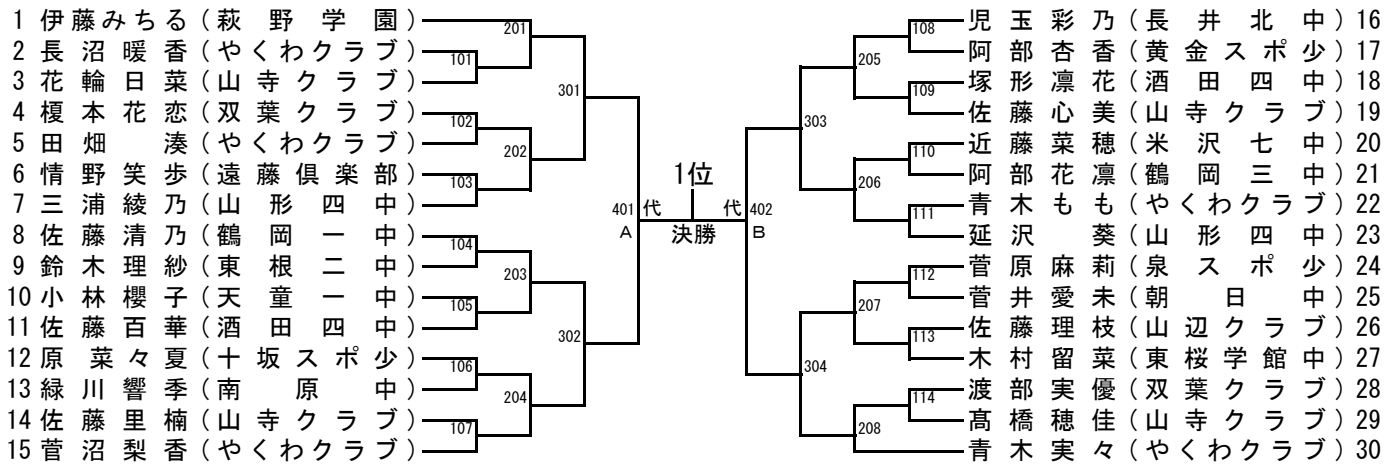 1 伊藤みちる(萩野学園)
2 長沼暖香(やくわクラブ)
3 花輪日菜(山寺クラブ)
4 榎本花恋(双葉クラブ)
5 田畑湊(やくわクラブ)
6 情野笑歩(遠藤倶楽部)
7 三浦綾乃(山形四中)
8 佐藤清乃(鶴岡一中)
9 鈴木理紗(東根二中)
10 小林櫻子(天童一中)
11 佐藤百華(酒田四中)
12 原菜々夏(十坂スポ少)
13 緑川響季(南原中)
14 佐藤里楠(山寺クラブ)
15 菅沼梨香(やくわクラブ)
101
102
103
104
105
106
107
201
202
203
204
301
302
401 代
A
1位
決勝
代 402
B
303
304
205
206
207
208
108
109
110
111
112
113
114
児玉彩乃(長井北中)16
阿部杏香(黄金スポ少)17
塚形凛花(酒田四中)18
佐藤心美(山寺クラブ)19
近藤菜穂(米沢七中)20
阿部花凛(鶴岡三中)21
青木もも(やくわクラブ)22
延沢葵(山形四中)23
菅原麻莉(泉スポ少)24
菅井愛未(朝日中)25
佐藤理枝(山辺クラブ)26
木村留菜(東桜学館中)27
渡部実優(双葉クラブ)28
髙橋穂佳(山寺クラブ)29
青木実々(やくわクラブ)30